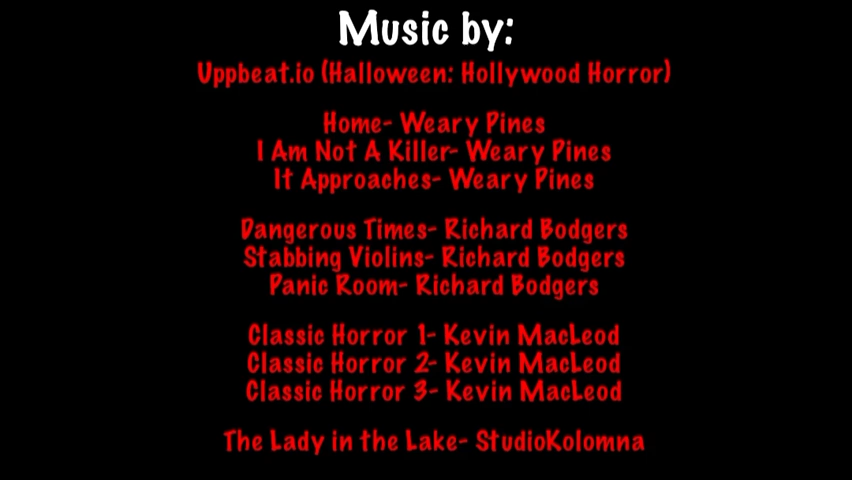 Music by:
Uppbeat.io (Halloween: Hollywood Horror)
Home- Weary Pines
I Am Not A Killer- Weary Pines
It Approaches- Weary Pines
Dangerous Times- Richard Bodgers
Stabbing Violins- Richard Bodgers
Panic Room- Richard Bodgers
Classic Horror 1- Kevin MacLeod
Classic Horror 2- Kevin MacLeod
Classic Horror 3- Kevin MacLeod
The Lady in the Lake- StudioKolomna